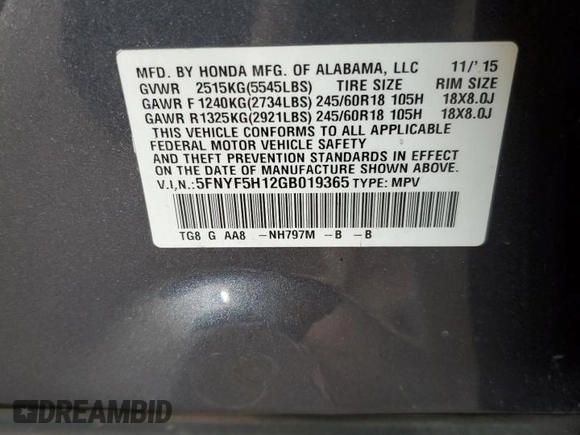 MFD. BY HONDA MFG. OF ALABAMA, LLC 11/'15
GVWR 2515KG(5545LBS) TIRE SIZE RIM SIZE
GAWR F 1240KG(2734LBS) 245/60R18 105H 18X8.0J
GAWR R 1325KG(2921LBS) 245/60R18 105H 18X8.0J
THIS VEHICLE CONFORMS TO ALL APPLICABLE
FEDERAL MOTOR VEHICLE SAFETY
AND THEFT PREVENTION STANDARDS IN EFFECT
ON THE DATE OF MANUFACTURE SHOWN ABOVE.
V.I.N.:5FNYF5H12GB019365 TYPE: MPV
TG8 G AA8 -NH797M -B -B
DREAMBID